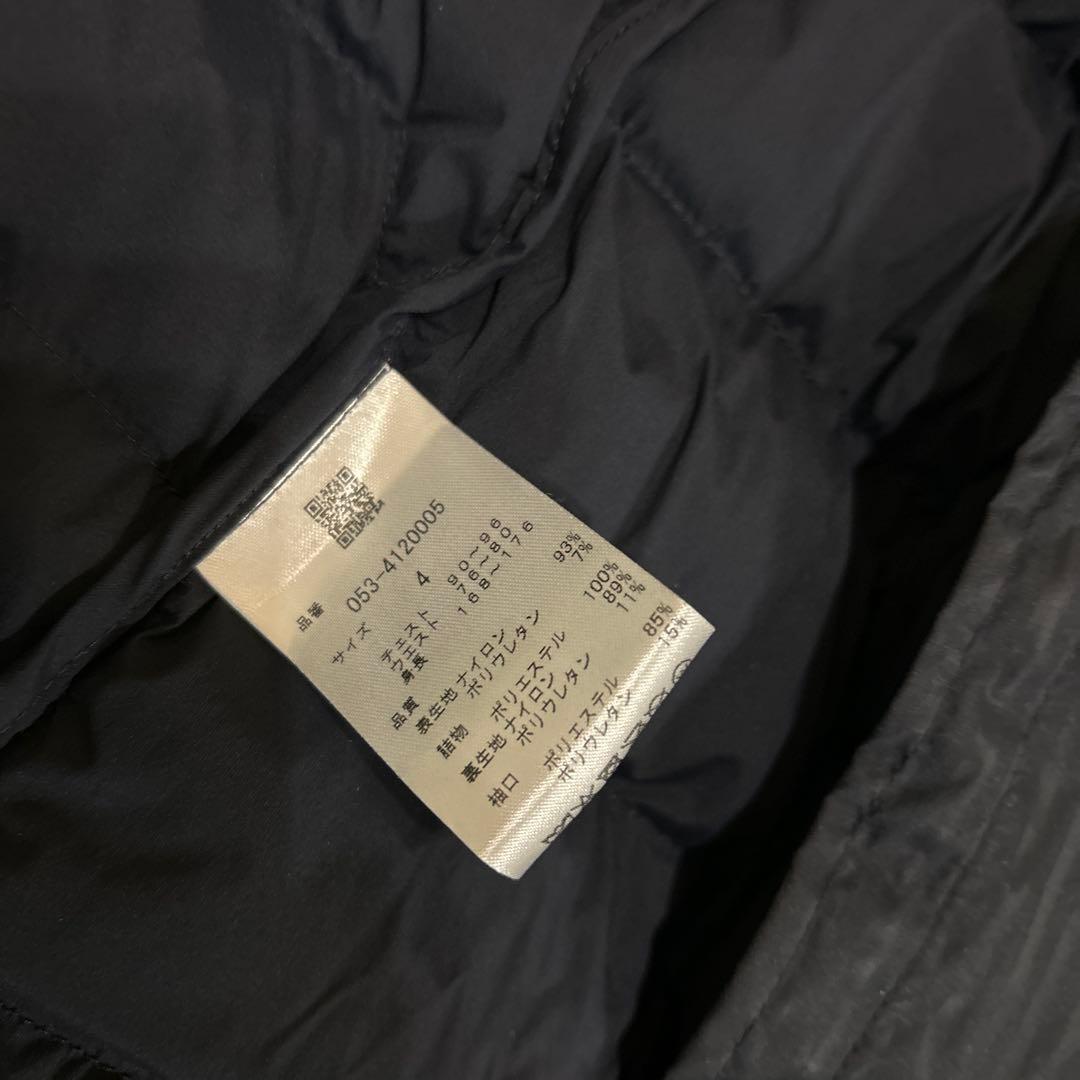 品番 053-4120005
サイズ 4
チェスト 90~96
ウエスト 76~80
身長 168~176
品質
表生地 ナイロン 93%
ポリウレタン 7%
詰物 ポリエステル 100%
裏生地 ナイロン 89%
ポリウレタン 11%
袖口 ポリエステル 85%
ポリウレタン 15%